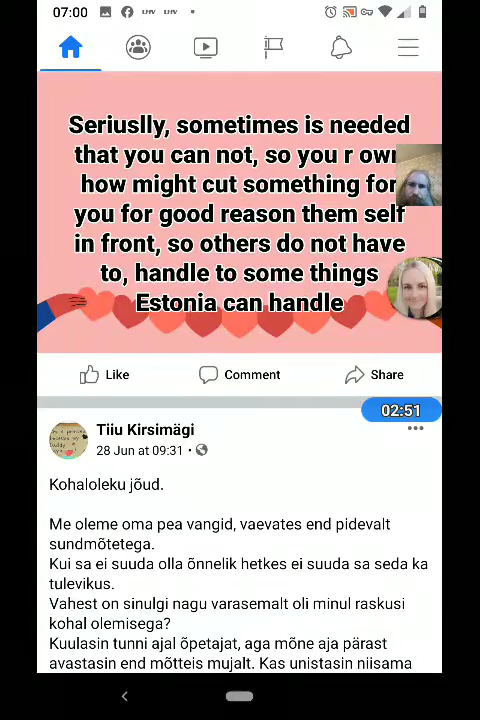 07:00
Seriuslly, sometimes is needed
that you can not, so you r own
how might cut something for
you for good reason them self
in front, so others do not have
to, handle to some things
Estonia can handle
Like
Comment
Share
02:51
Tiiu Kirsimägi
28 Jun at 09:31 •
Kohaloleku jõud.
Me oleme oma pea vangid, vaevates end pidevalt
sundmõtetega.
Kui sa ei suuda olla õnnelik hetkes ei suuda sa seda ka
tulevikus.
Vahest on sinulgi nagu varasemalt oli minul raskusi
kohal olemisega?
Kuulasin tunni ajal õpetajat, aga mõne aja pärast
avastasin end mõtteis mujalt. Kas unistasin niisama